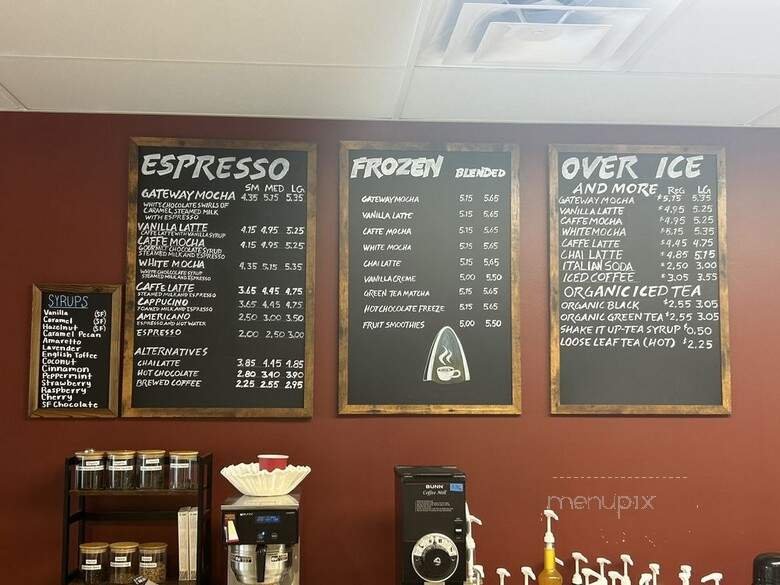 SYRUPS
Vanilla (SF)
Caramel (SF)
Hazelnut (SF)
Caramel Pecan
Amaretto
Lavender
English Toffee
Coconut
Cinnamon
Peppermint
Strawberry
Raspberry
Cherry
SF Chocolate
ESPRESSO
SM MED LG
GATEWAY MOCHA 4.35 5.15 5.35
WHITE CHOCOLATE SWIRLS OF
CARAMEL, STEAMED MILK
WITH ESPRESSO
VANILLA LATTE 4.15 4.95 5.25
CAFFE LATTE WITH VANILLA SYRUP
CAFFE MOCHA 4.15 4.95 5.25
GOURMET CHOCOLATE SYRUP
STEAMED MILK AND ESPRESSO
WHITE MOCHA 4.35 5.15 5.35
WHITE CHOCOLATE SYRUP
STEAMED MILK AND ESPRESSO
CAFFE LATTE 3.65 4.45 4.75
STEAMED MILK AND ESPRESSO
CAPPUCINO 3.65 4.45 4.75
FOAMED MILK AND ESPRESSO
AMERICANO 2.50 3.00 3.50
ESPRESSO AND HOT WATER
ESPRESSO 2.00 2.50 3.00
ALTERNATIVES
CHAI LATTE 3.85 4.45 4.85
HOT CHOCOLATE 2.80 3.40 3.90
BREWED COFFEE 2.25 2.55 2.95
FROZEN BLENDED
GATEWAY MOCHA 5.15 5.65
VANILLA LATTE 5.15 5.65
CAFFE MOCHA 5.15 5.65
WHITE MOCHA 5.15 5.65
CHAI LATTE 5.15 5.65
VANILLA CREME 5.00 5.50
GREEN TEA MATCHA 5.15 5.65
HOT CHOCOLATE FREEZE 5.15 5.65
FRUIT SMOOTHIES 5.00 5.50
OVER ICE
AND MORE REG LG
GATEWAY MOCHA $5.15 5.35
VANILLA LATTE $4.95 5.25
CAFFE MOCHA $4.95 5.25
WHITE MOCHA $5.15 5.35
CAFFE LATTE $4.45 4.75
CHAI LATTE $4.85 5.15
ITALIAN SODA $2.50 3.00
ICED COFFEE $3.05 3.55
ORGANIC ICED TEA
ORGANIC BLACK $2.55 3.05
ORGANIC GREEN TEA $2.55 3.05
SHAKE IT UP-TEA SYRUP $0.50
LOOSE LEAF TEA (HOT) $2.25
BUNN
Coffee Mill
menupix